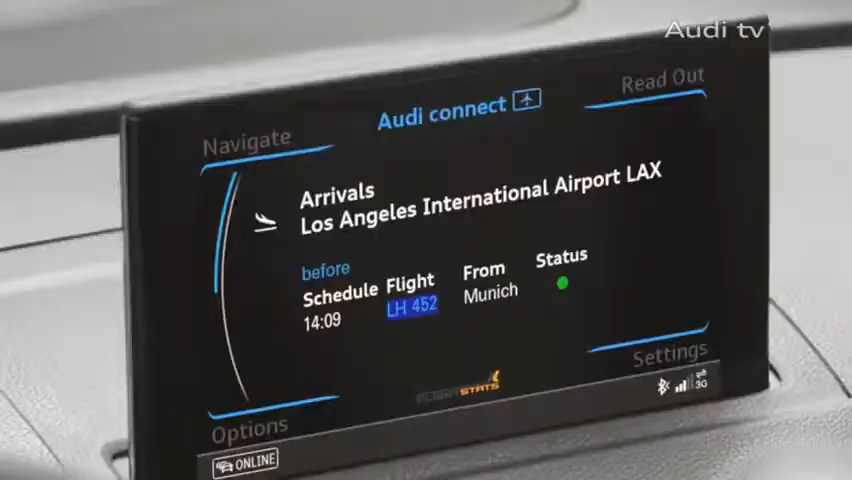 Audi tv
Read Out
Audi connect
Navigate
Arrivals
Los Angeles International Airport LAX
before
Schedule Flight From Status
14:09 LH 452 Munich
Settings
FLIGHTSTATS
3G
Options
ONLINE